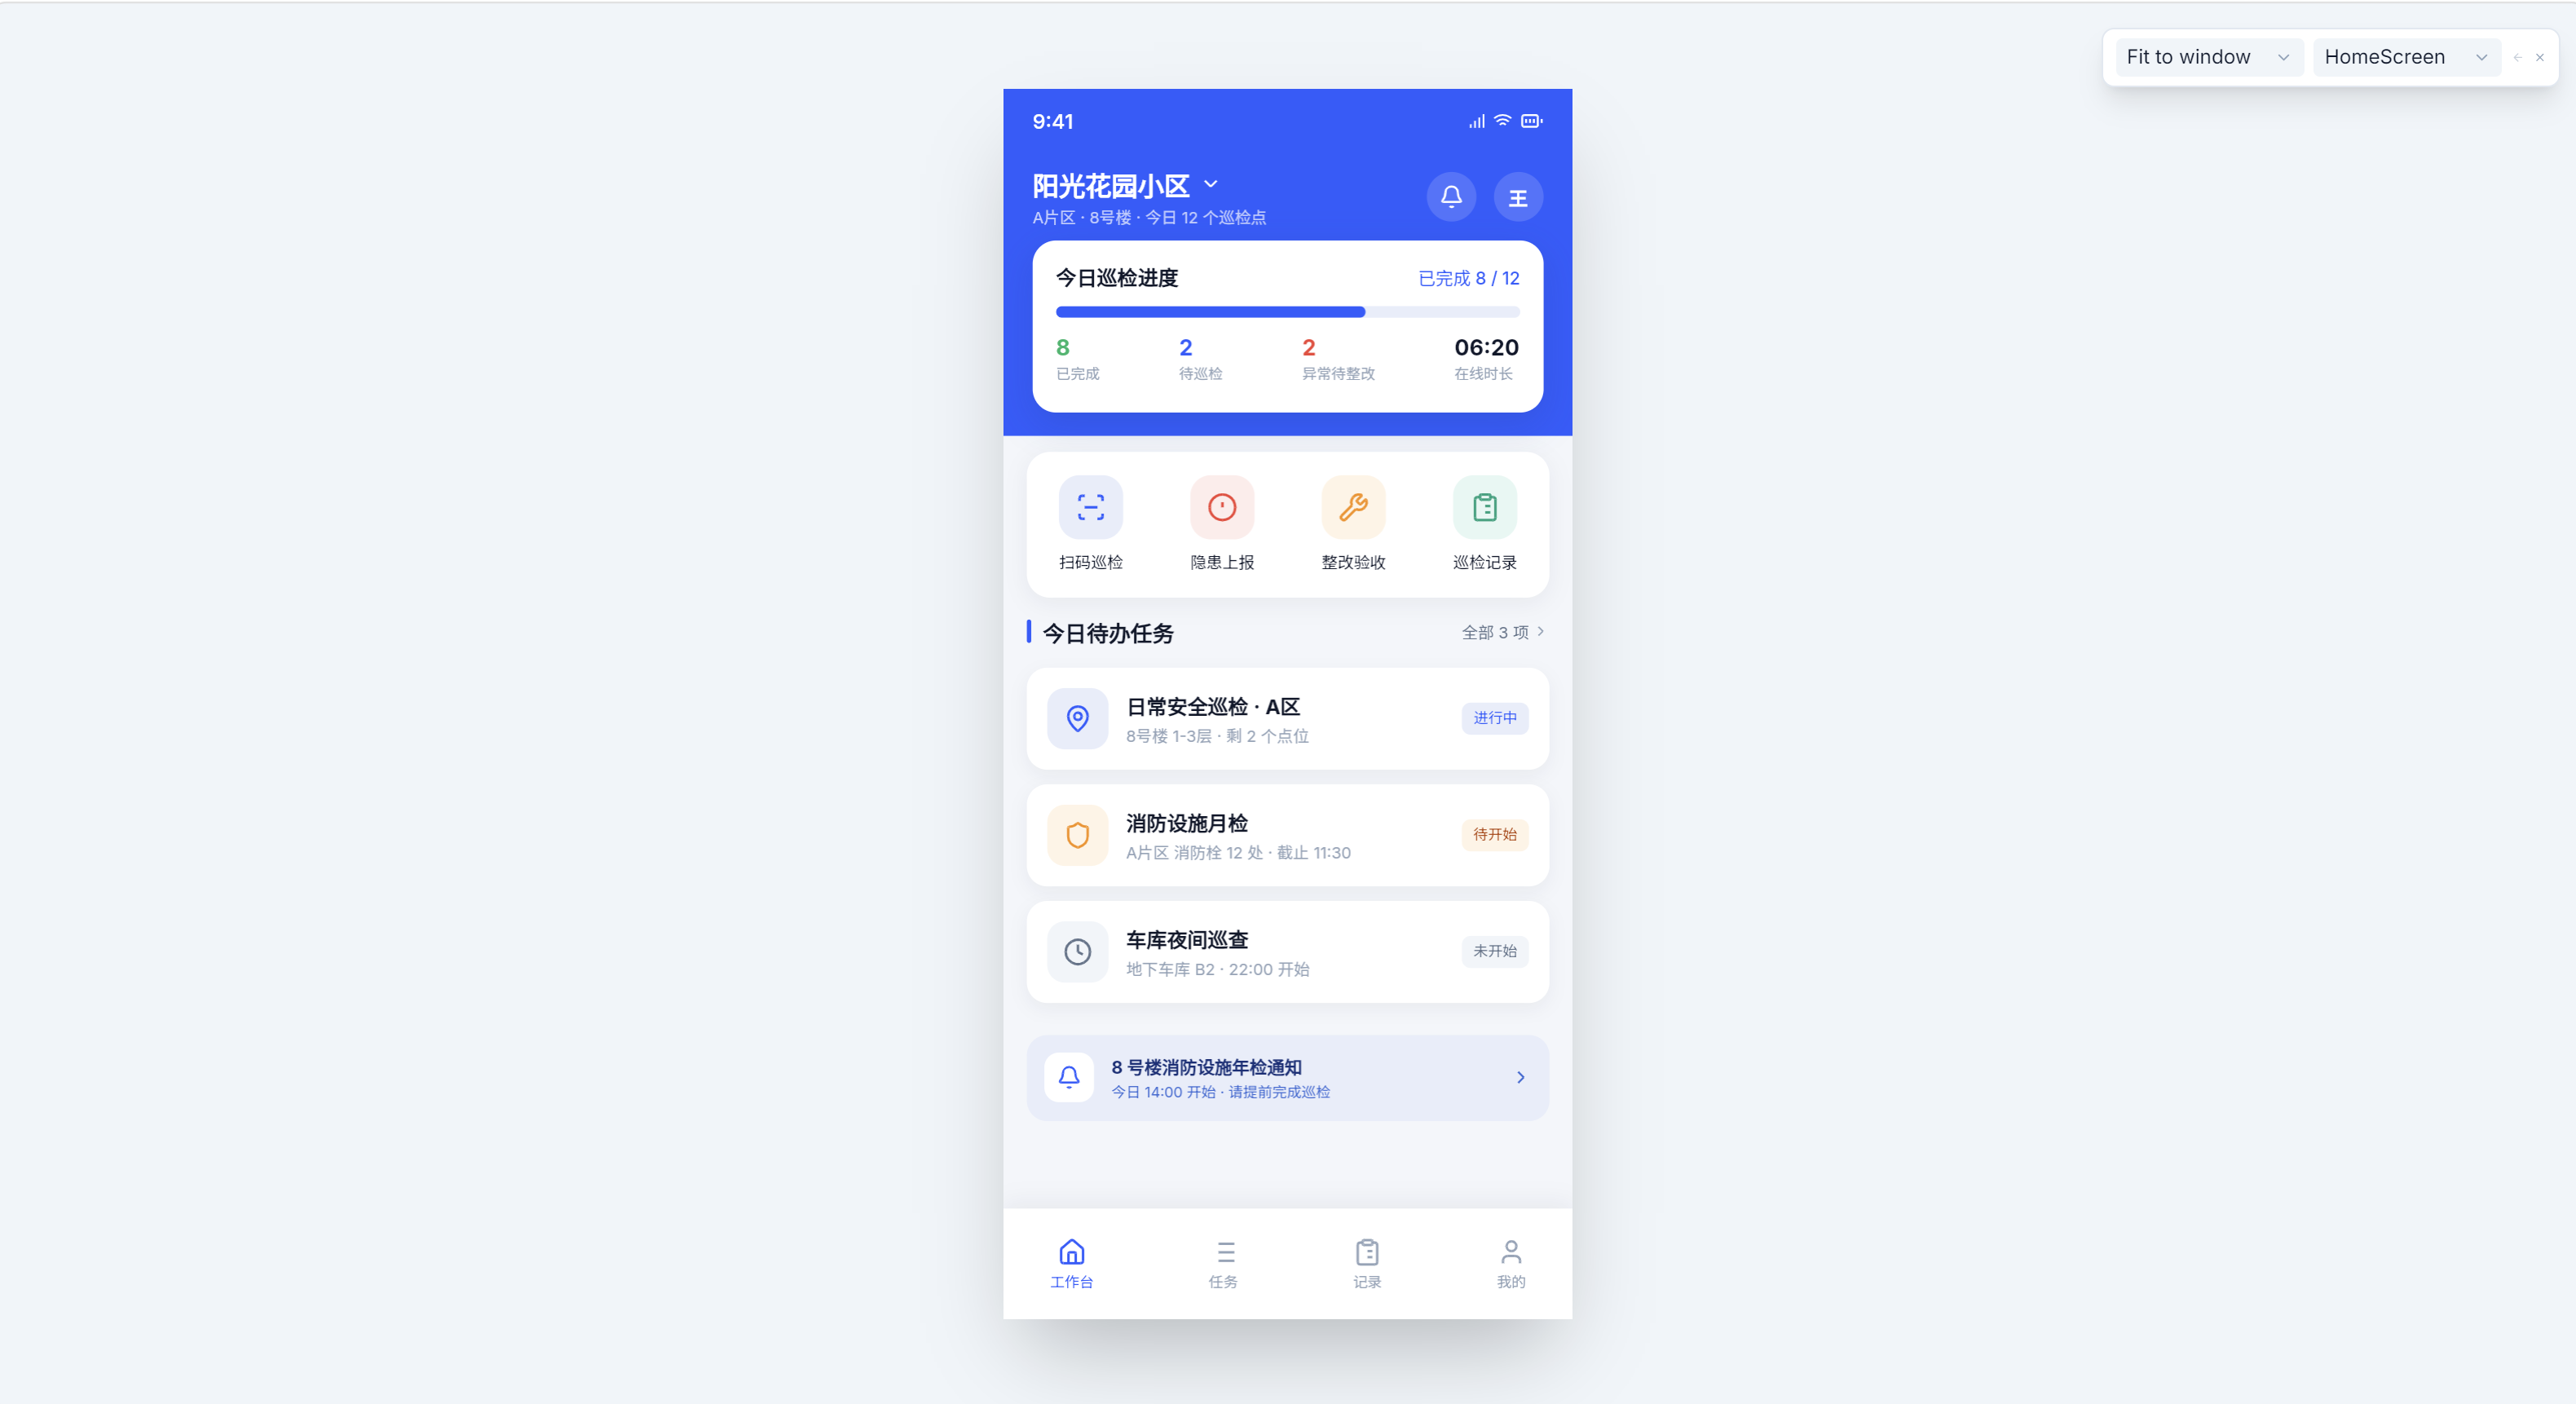 Fit to window
HomeScreen
9:41
阳光花园小区
王
A片区 · 8号楼 · 今日 12 个巡检点
今日巡检进度
已完成 8 / 12
8
2
2
06:20
已完成
待巡检
异常待整改
在线时长
扫码巡检
隐患上报
整改验收
巡检记录
今日待办任务
全部 3 项
日常安全巡检 · A区
进行中
8号楼 1-3层 · 剩 2 个点位
消防设施月检
待开始
A片区 消防栓 12 处 · 截止 11:30
车库夜间巡查
未开始
地下车库 B2 · 22:00 开始
8 号楼消防设施年检通知
今日 14:00 开始 · 请提前完成巡检
工作台
任务
记录
我的